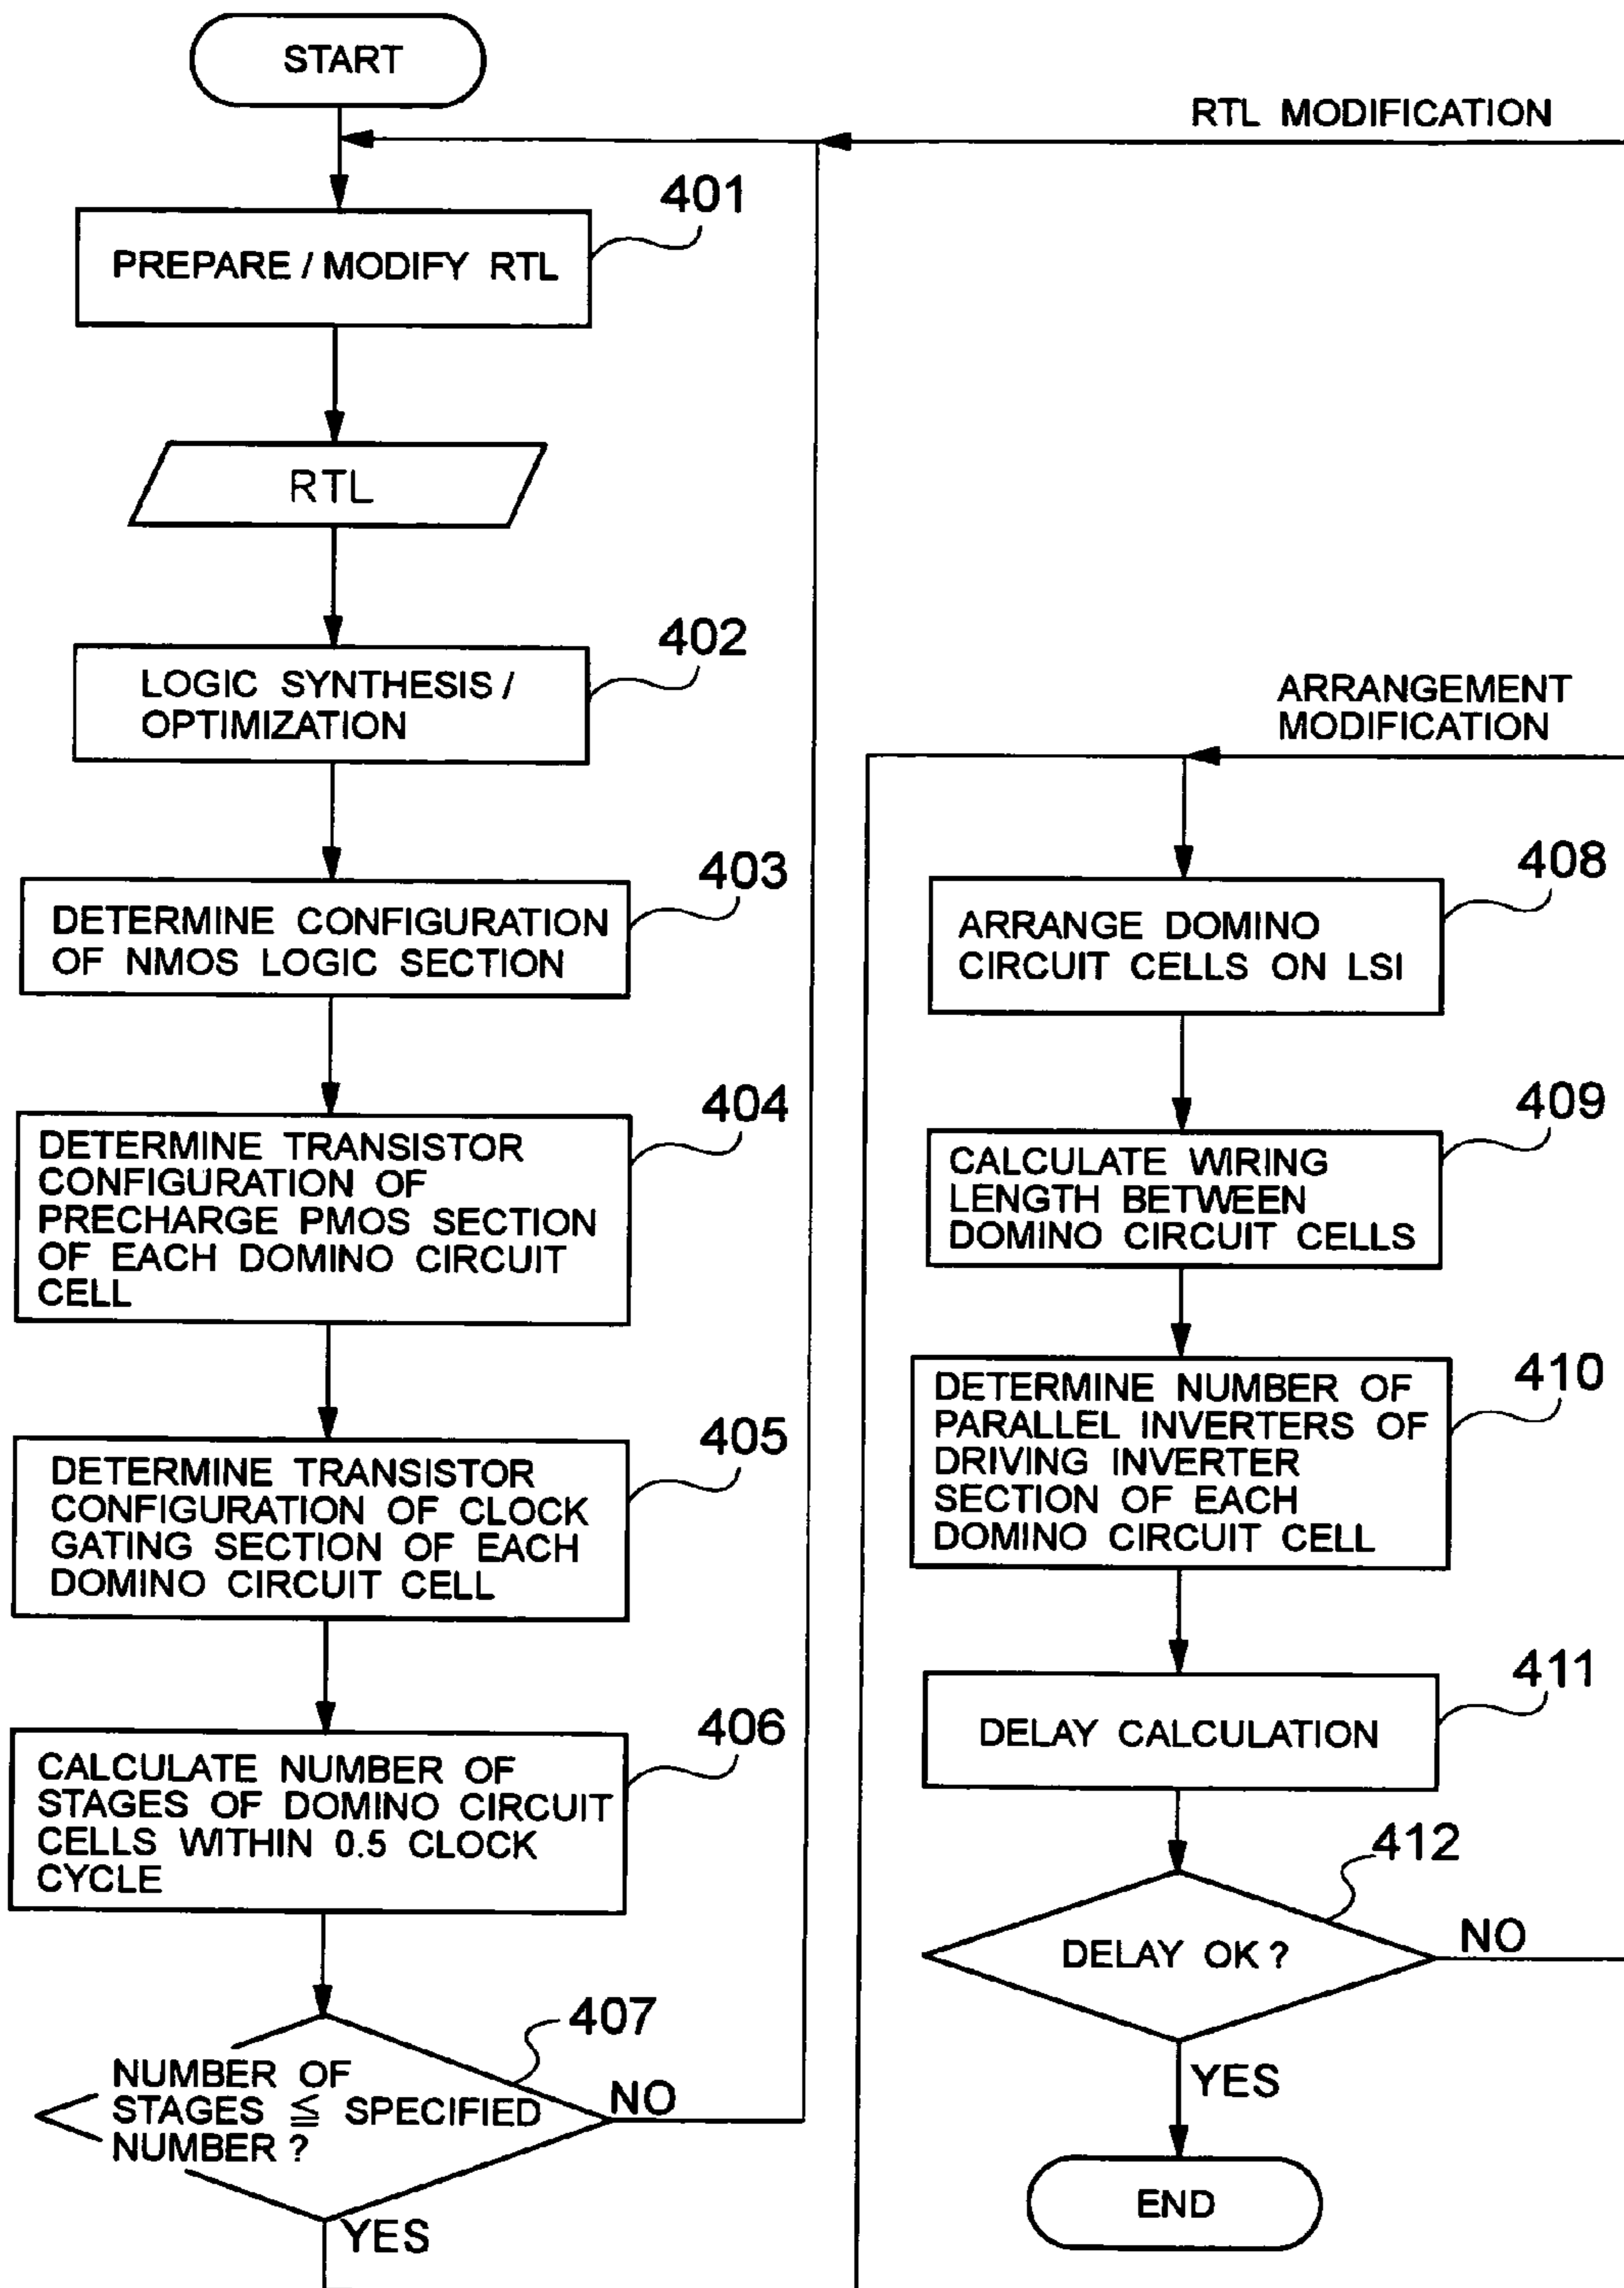 START
RTL MODIFICATION
401
PREPARE / MODIFY RTL
RTL
402
LOGIC SYNTHESIS /
OPTIMIZATION
403
DETERMINE CONFIGURATION
OF NMOS LOGIC SECTION
404
DETERMINE TRANSISTOR
CONFIGURATION OF
PRECHARGE PMOS SECTION
OF EACH DOMINO CIRCUIT
CELL
405
DETERMINE TRANSISTOR
CONFIGURATION OF CLOCK
GATING SECTION OF EACH
DOMINO CIRCUIT CELL
406
CALCULATE NUMBER OF
STAGES OF DOMINO CIRCUIT
CELLS WITHIN 0.5 CLOCK
CYCLE
407
NUMBER OF
STAGES ≦ SPECIFIED
NUMBER ?
NO
YES
ARRANGEMENT
MODIFICATION
408
ARRANGE DOMINO
CIRCUIT CELLS ON LSI
409
CALCULATE WIRING
LENGTH BETWEEN
DOMINO CIRCUIT CELLS
410
DETERMINE NUMBER OF
PARALLEL INVERTERS OF
DRIVING INVERTER
SECTION OF EACH
DOMINO CIRCUIT CELL
411
DELAY CALCULATION
412
DELAY OK ?
NO
YES
END